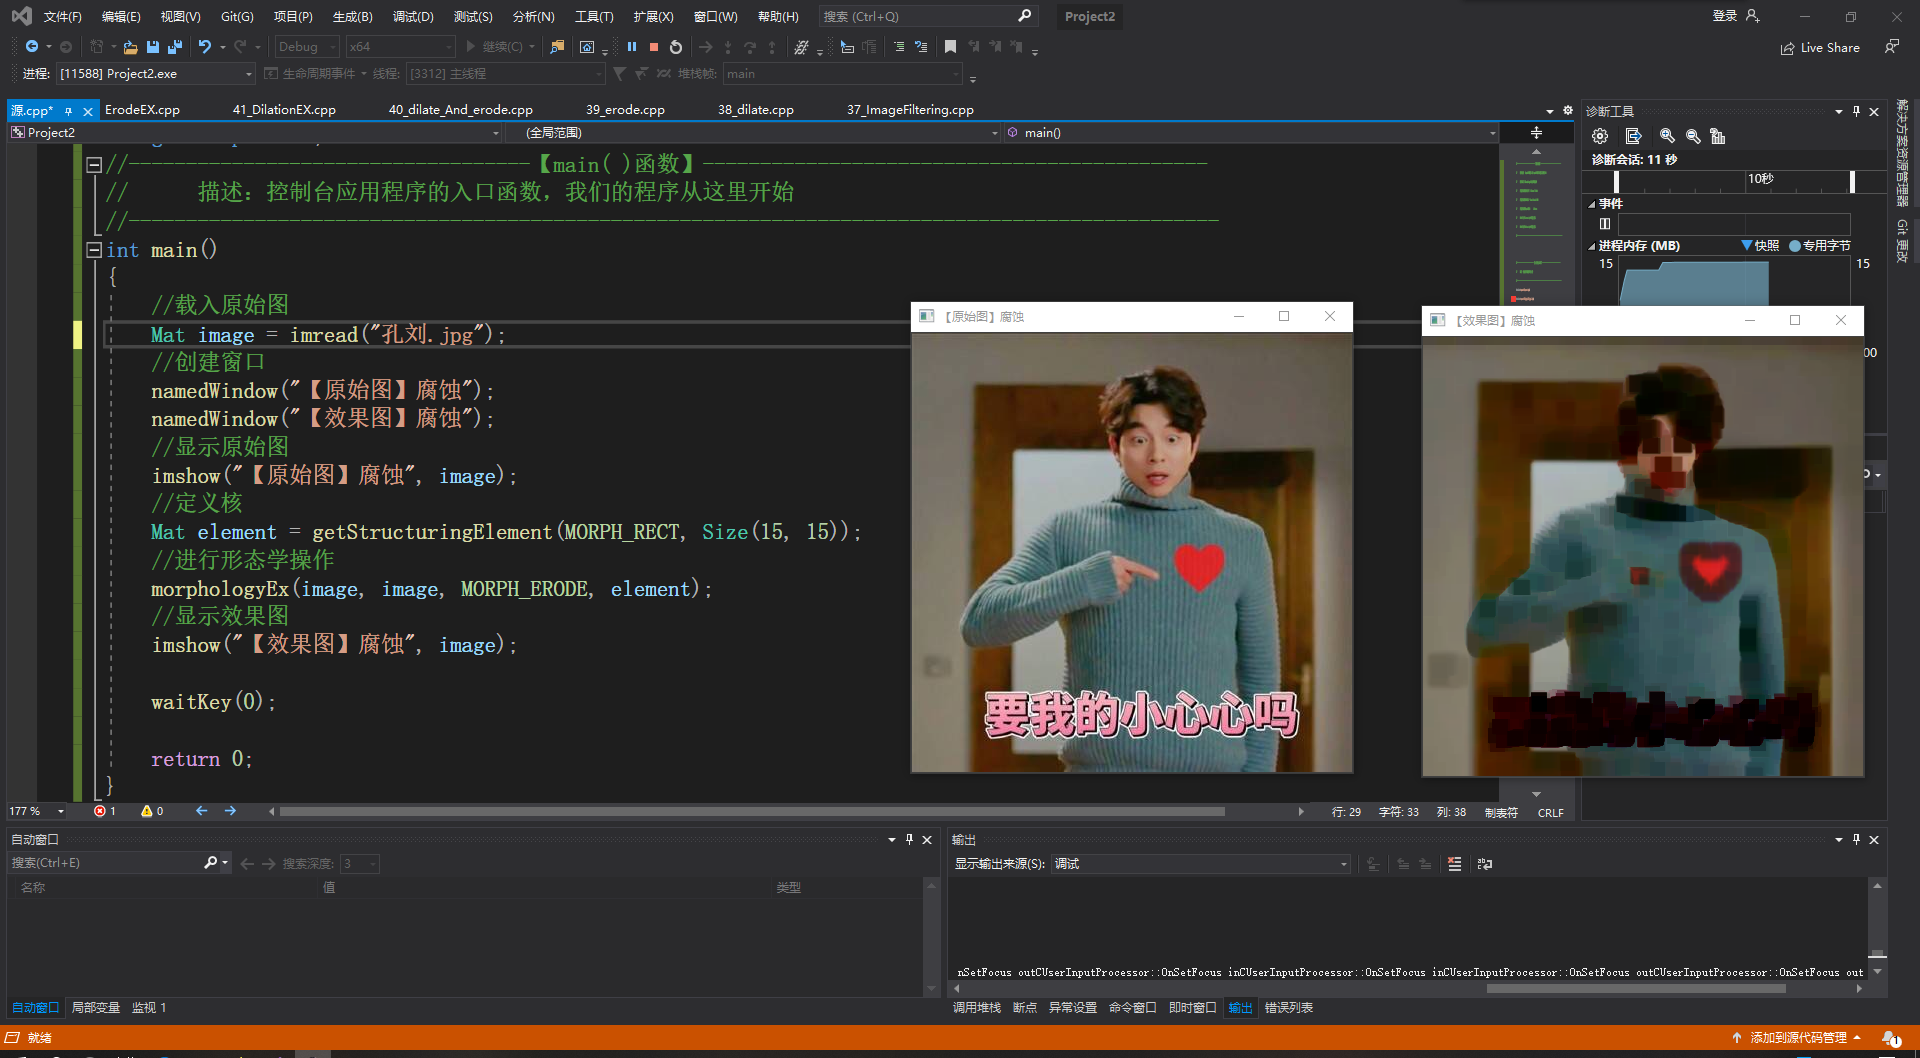 文件(F) 编辑(E) 视图(V) Git(G) 项目(P) 生成(B) 调试(D) 测试(S) 分析(N) 工具(T) 扩展(X) 窗口(W) 帮助(H) 搜索 (Ctrl+Q) Project2 登录
Debug x64 继续(C) Live Share
进程: [11588] Project2.exe 生命周期事件 线程: [3312] 主线程 堆栈帧: main
源.cpp* ErodeEX.cpp 41_DilationEX.cpp 40_dilate_And_erode.cpp 39_erode.cpp 38_dilate.cpp 37_ImageFiltering.cpp
Project2 (全局范围) main()
//-----------------------------------【main( )函数】--------------------------------------------
// 描述：控制台应用程序的入口函数，我们的程序从这里开始
//-----------------------------------------------------------------------------------------------
int main()
{
//载入原始图
Mat image = imread("孔刘.jpg");
//创建窗口
namedWindow("【原始图】腐蚀");
namedWindow("【效果图】腐蚀");
//显示原始图
imshow("【原始图】腐蚀", image);
//定义核
Mat element = getStructuringElement(MORPH_RECT, Size(15, 15));
//进行形态学操作
morphologyEx(image, image, MORPH_ERODE, element);
//显示效果图
imshow("【效果图】腐蚀", image);
waitKey(0);
return 0;
}
【原始图】腐蚀
要我的小心心吗
【效果图】腐蚀
诊断工具
诊断会话: 11 秒
10秒
事件
进程内存 (MB) 快照 专用字节
15 15
00
解决方案资源管理器
Git 更改
177 % 1 0 行: 29 字符: 33 列: 38 制表符 CRLF
自动窗口
搜索(Ctrl+E) 搜索深度: 3
名称 值 类型
自动窗口 局部变量 监视 1
输出
显示输出来源(S): 调试
nSetFocus outCUserInputProcessor::OnSetFocus inCUserInputProcessor::OnSetFocus inCUserInputProcessor::OnSetFocus outCUserInputProcessor::OnSetFocus out
调用堆栈 断点 异常设置 命令窗口 即时窗口 输出 错误列表
就绪 添加到源代码管理 1